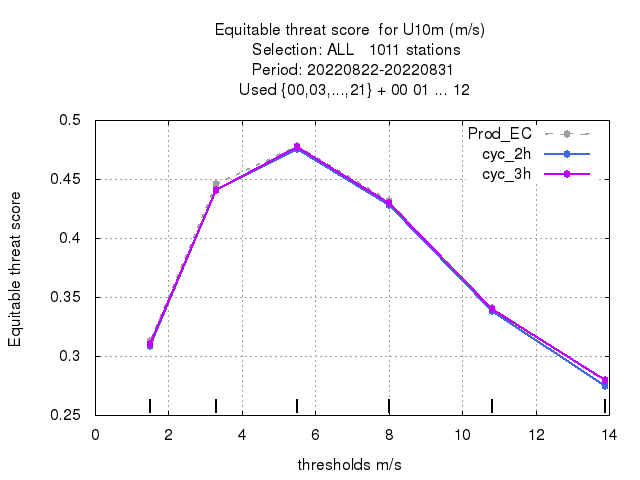 Equitable threat score  for U10m (m/s)
Selection: ALL   1011 stations
Period: 20220822-20220831
Used {00,03,...,21} + 00 01 ... 12
0.5
0.45
0.4
0.35
0.3
0.25
Equitable threat score
Prod_EC
cyc_2h
cyc_3h
0 2 4 6 8 10 12 14
thresholds m/s